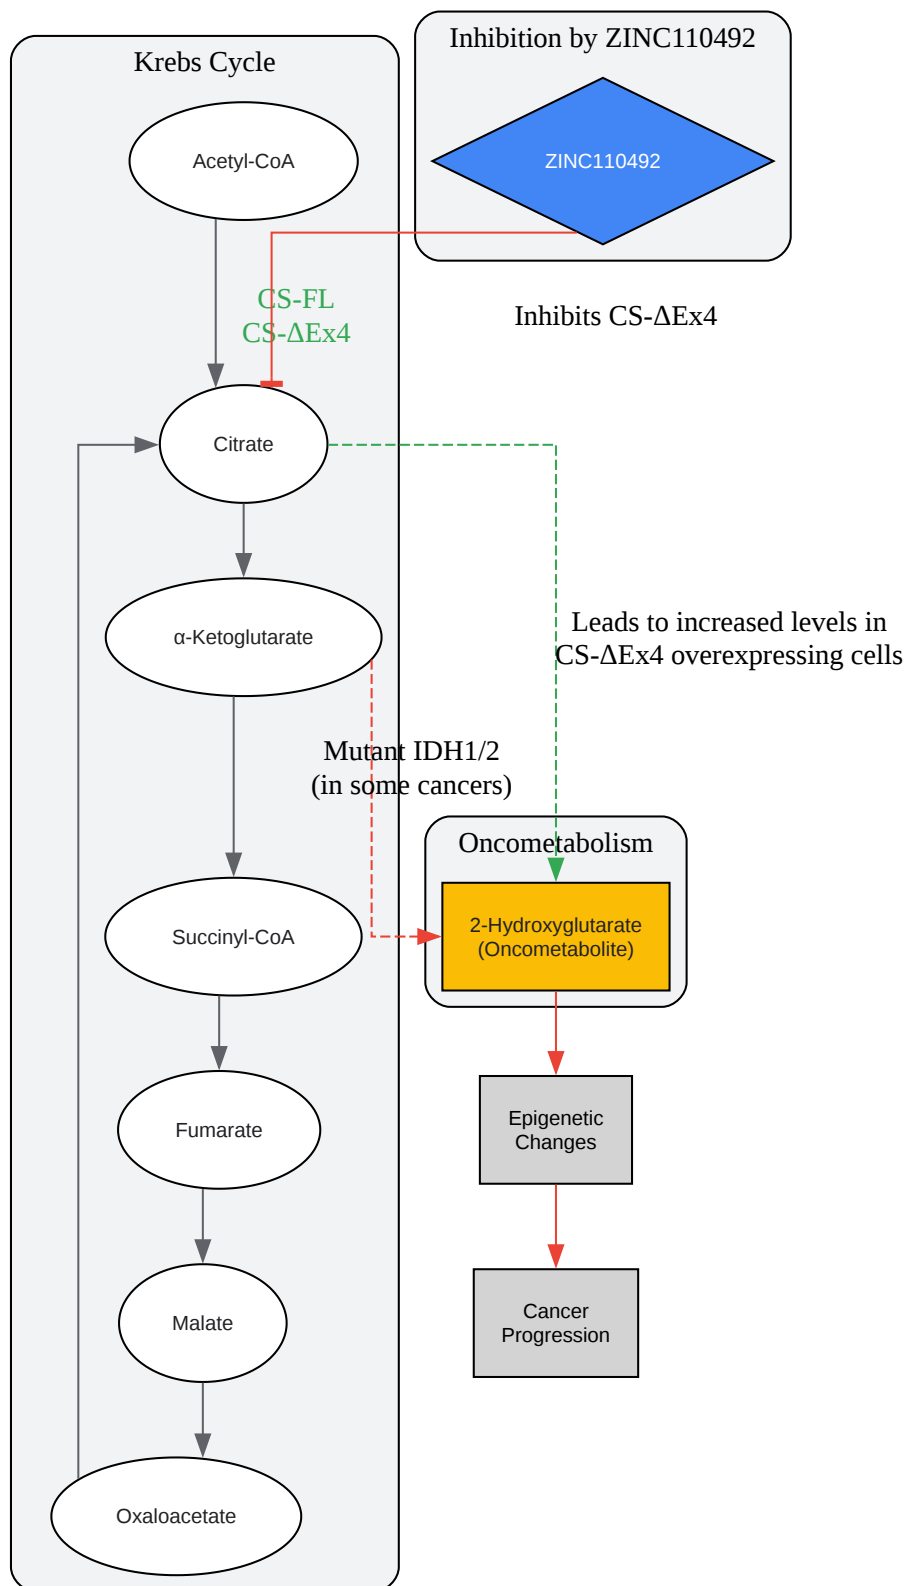 Inhibition by ZINC110492
Krebs Cycle
Acetyl-CoA
ZINC110492
CS-FL
CS-ΔEx4
Inhibits CS-ΔEx4
Citrate
α-Ketoglutarate
Leads to increased levels in
CS-ΔEx4 overexpressing cells
Mutant IDH1/2
(in some cancers)
Oncometabolism
2-Hydroxyglutarate
(Oncometabolite)
Succinyl-CoA
Epigenetic
Changes
Fumarate
Cancer
Progression
Malate
Oxaloacetate